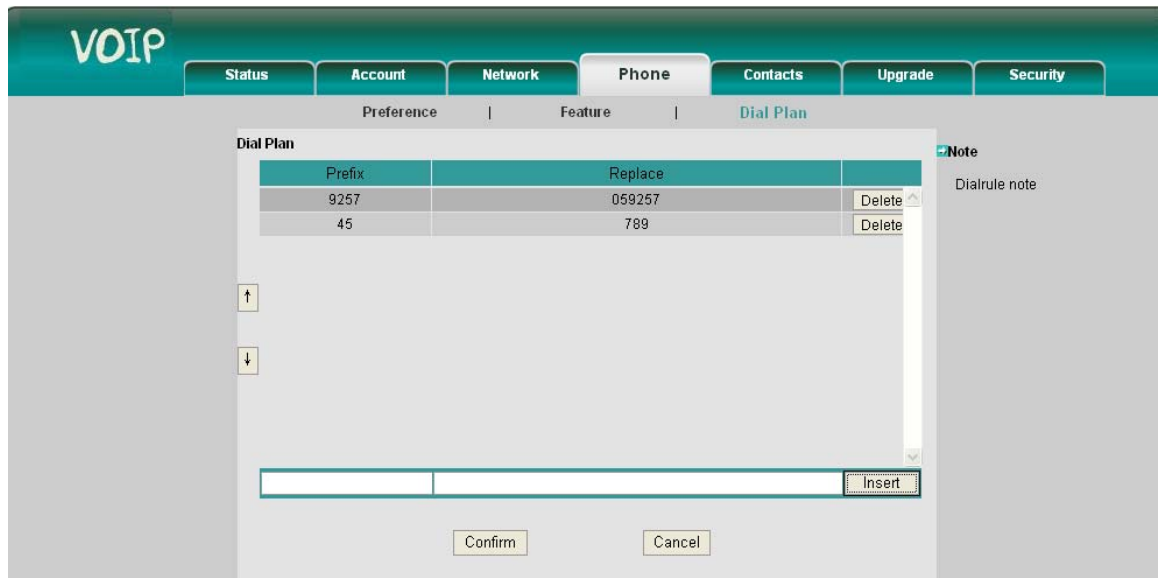 VOIP
Status Account Network Phone Contacts Upgrade Security
Preference | Feature | Dial Plan
Dial Plan
Note
Dialrule note
Prefix Replace
9257 059257 Delete
45 789 Delete
↑
↓
Insert
Confirm Cancel